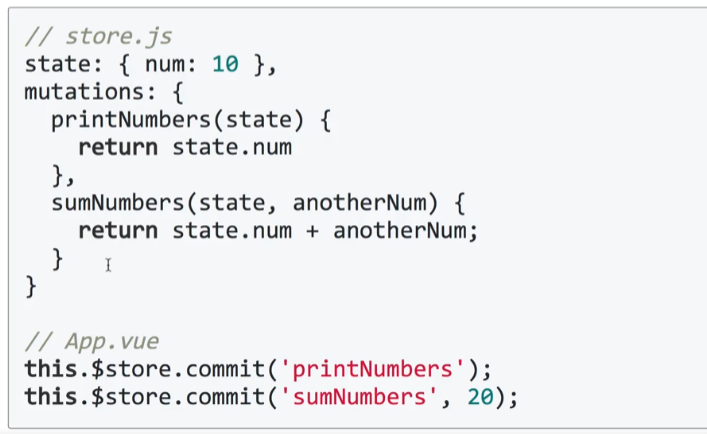 // store.js
state: { num: 10 },
mutations: {
  printNumbers(state) {
    return state.num
  },
  sumNumbers(state, anotherNum) {
    return state.num + anotherNum;
  }
}
// App.vue
this.$store.commit('printNumbers');
this.$store.commit('sumNumbers', 20);